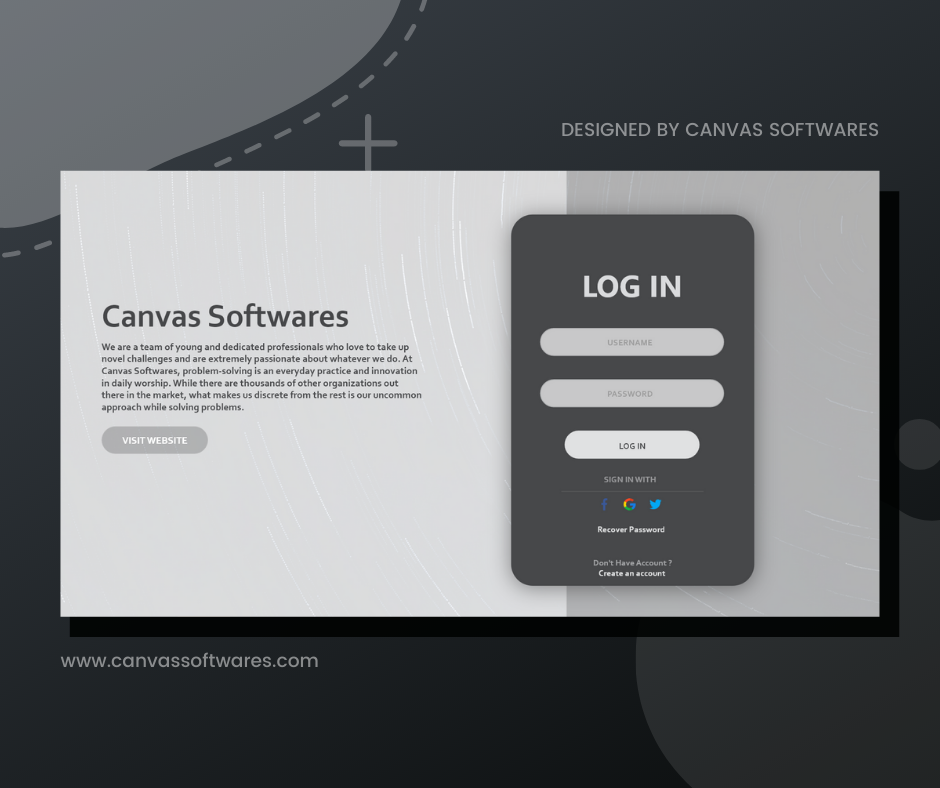 DESIGNED BY CANVAS SOFTWARES
Canvas Softwares
We are a team of young and dedicated professionals who love to take up
novel challenges and are extremely passionate about whatever we do. At
Canvas Softwares, problem-solving is an everyday practice and innovation
in daily worship. While there are thousands of other organizations out
there in the market, what makes us discrete from the rest is our uncommon
approach while solving problems.
VISIT WEBSITE
LOG IN
USERNAME
PASSWORD
LOG IN
SIGN IN WITH
Recover Password
Don't Have Account ?
Create an account
www.canvassoftwares.com